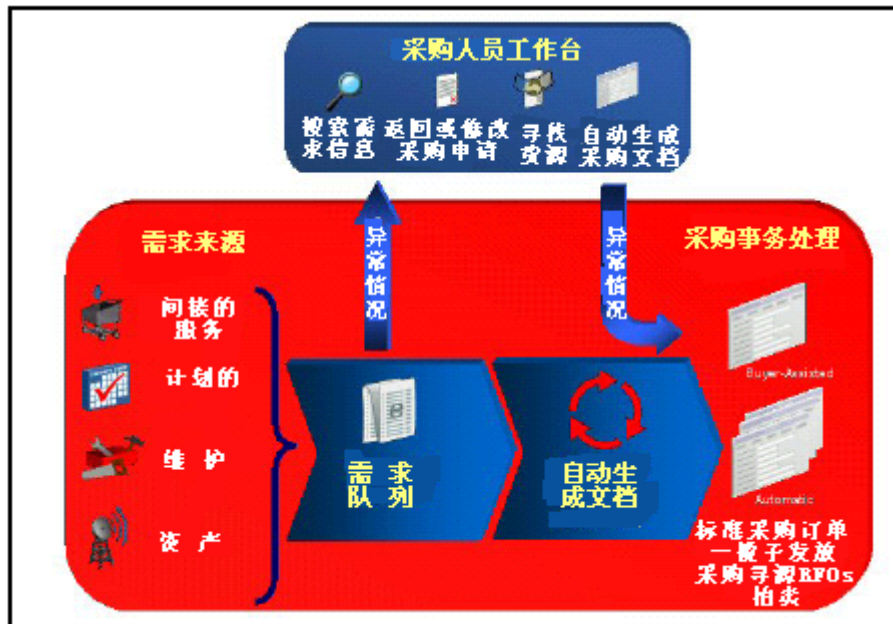 采购人员工作台
搜索需
求信息
返回或修改
采购申请
寻找
货源
自动生成
采购文档
需求来源
异常情况
异常情况
采购事务处理
间接的
服务
计划的
维护
资产
需求
队列
自动生
成文档
Buyer-Assisted
Automatic
标准采购订单
一揽子发放
采购寻源RFOs
拍卖